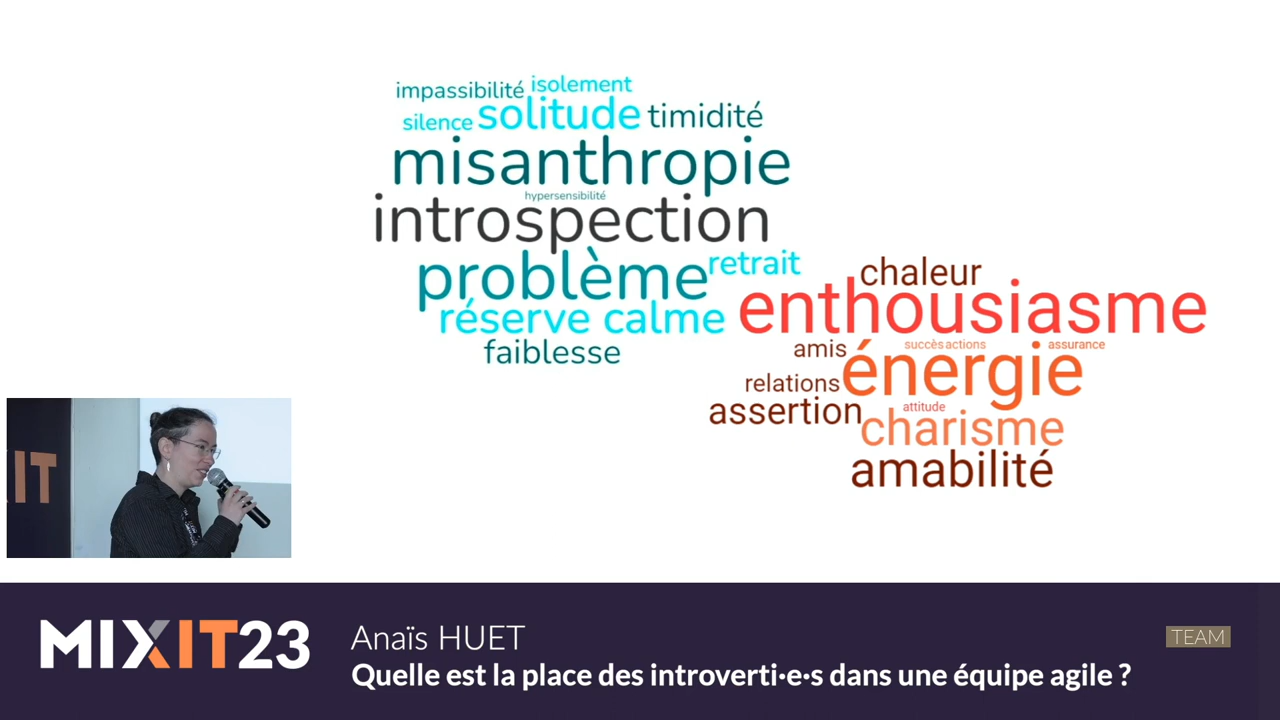 impassibilité isolement
silence solitude timidité
misanthropie
hypersensibilité
introspection
problème retrait
réserve calme
faiblesse
chaleur
enthousiasme
amis succès actions assurance
énergie
relations
assertion attitude
charisme
amabilité
IT
MIXIT23
Anaïs HUET
TEAM
Quelle est la place des introverti·e·s dans une équipe agile ?